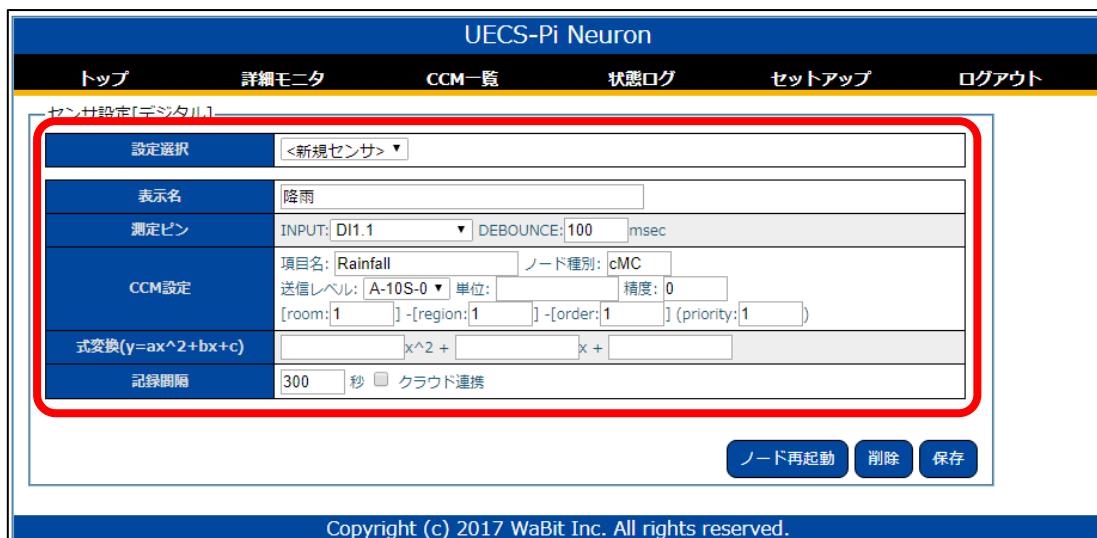 UECS-Pi Neuron
トップ 詳細モニタ CCM一覧 状態ログ セットアップ ログアウト
センサ設定[デジタル]
設定選択 <新規センサ> ▼
表示名 降雨
測定ピン INPUT: DI1.1 ▼ DEBOUNCE: 100 msec
CCM設定 項目名: Rainfall ノード種別: cMC
送信レベル: A-10S-0 ▼ 単位: 精度: 0
[room: 1 ] -[region: 1 ] -[order: 1 ] (priority: 1 )
式変換(y=ax^2+bx+c) x^2 + x +
記録間隔 300 秒 クラウド連携
ノード再起動 削除 保存
Copyright (c) 2017 WaBit Inc. All rights reserved.